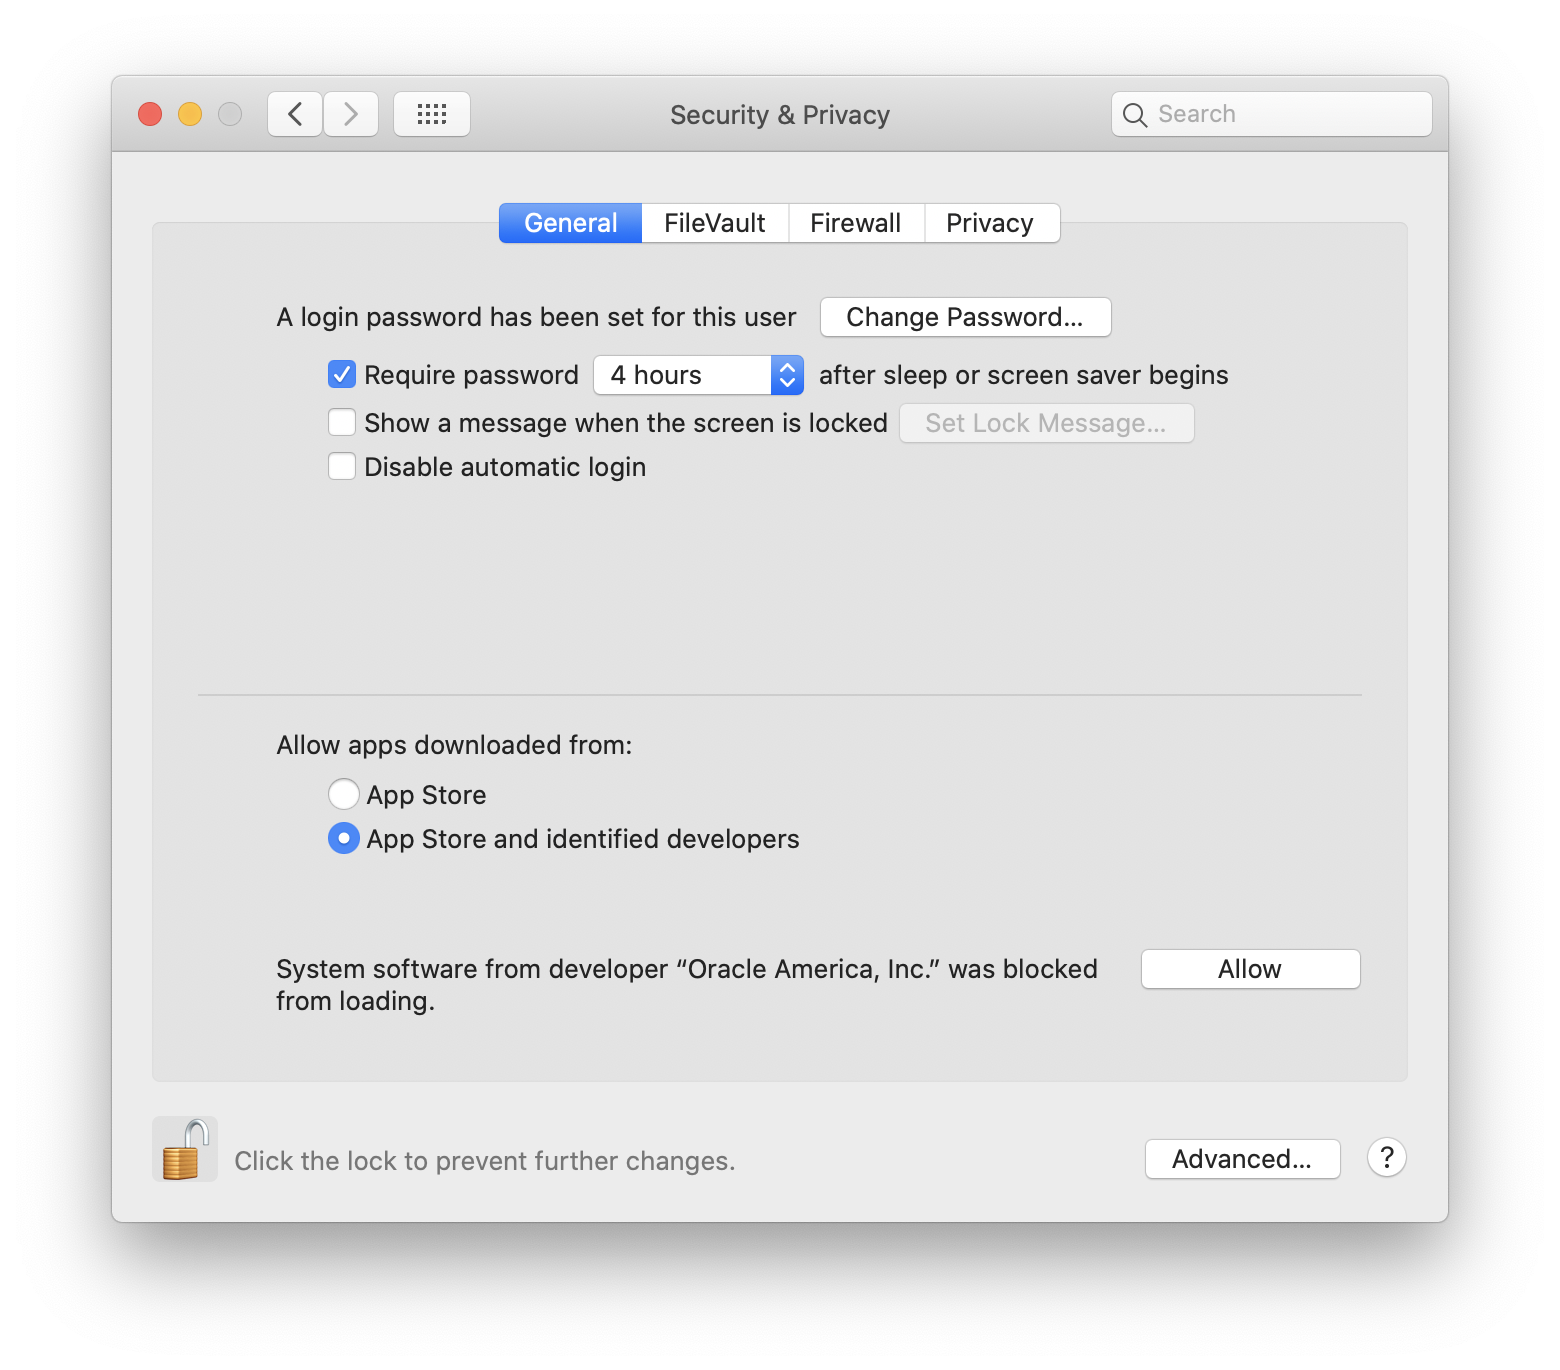 Security & Privacy
Search
General FileVault Firewall Privacy
A login password has been set for this user Change Password...
Require password 4 hours after sleep or screen saver begins
Show a message when the screen is locked Set Lock Message...
Disable automatic login
Allow apps downloaded from:
App Store
App Store and identified developers
System software from developer “Oracle America, Inc.” was blocked Allow
from loading.
Click the lock to prevent further changes. Advanced... ?